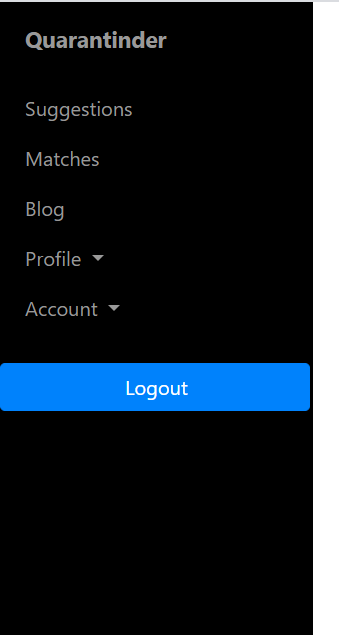 Quarantinder
Suggestions
Matches
Blog
Profile
Account
Logout